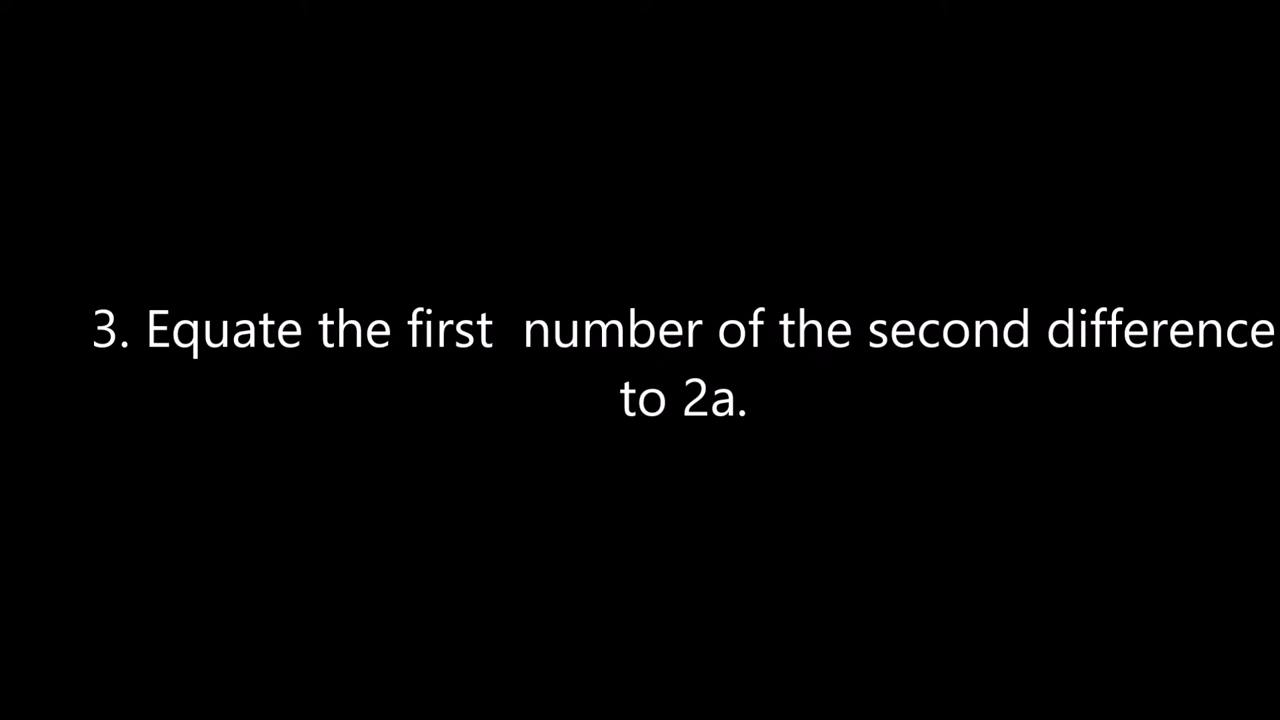 3. Equate the first  number of the second difference
to 2a.